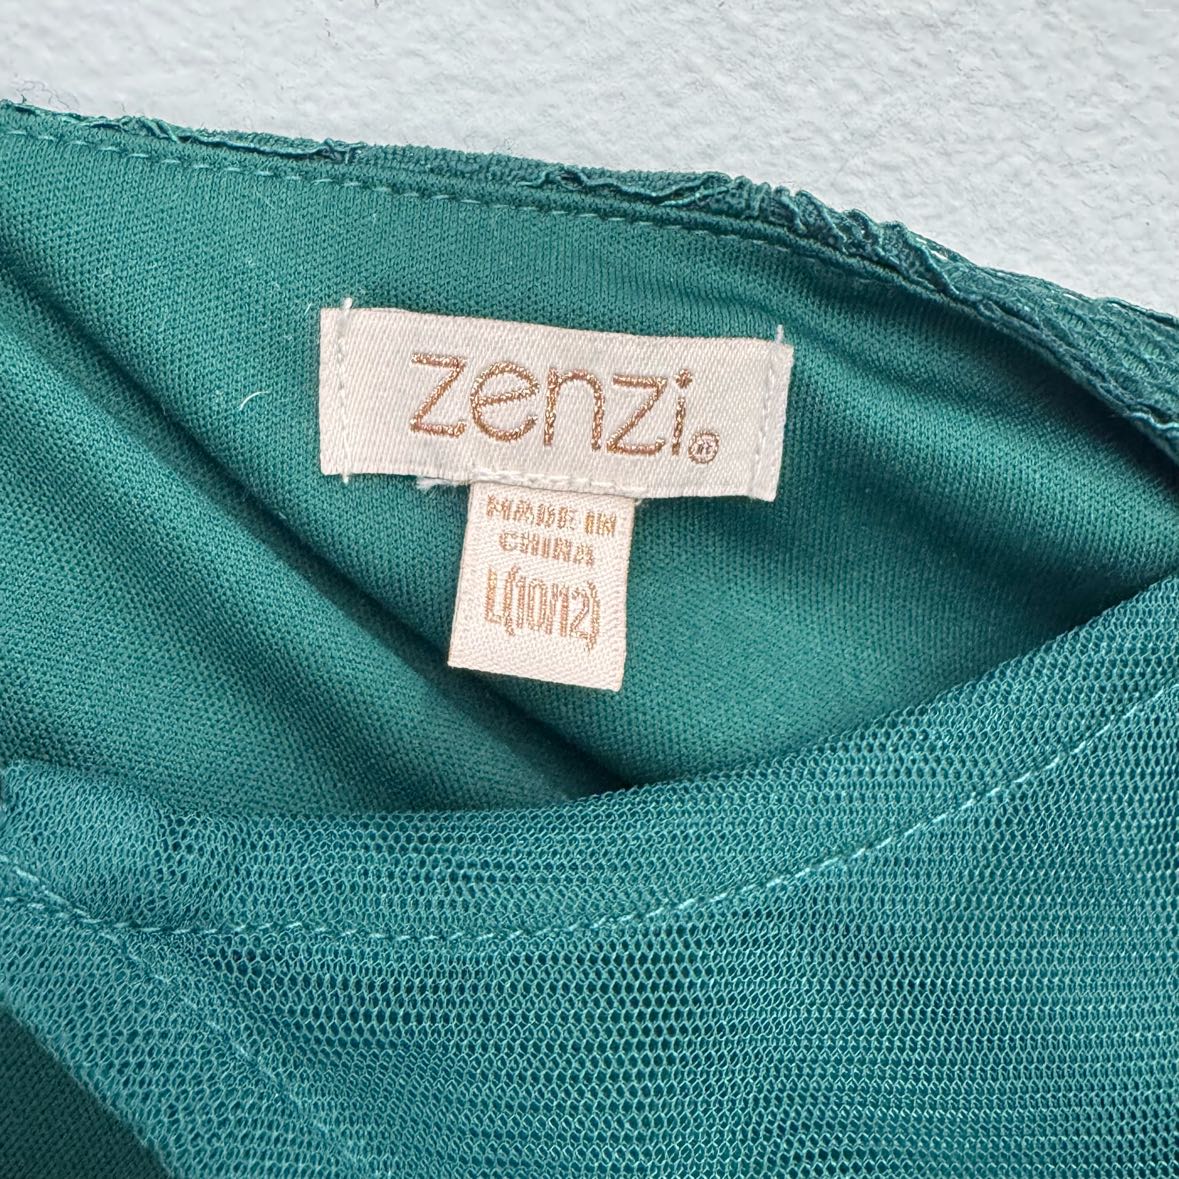 zenzi®
MADE IN
CHINA
L(10/12)